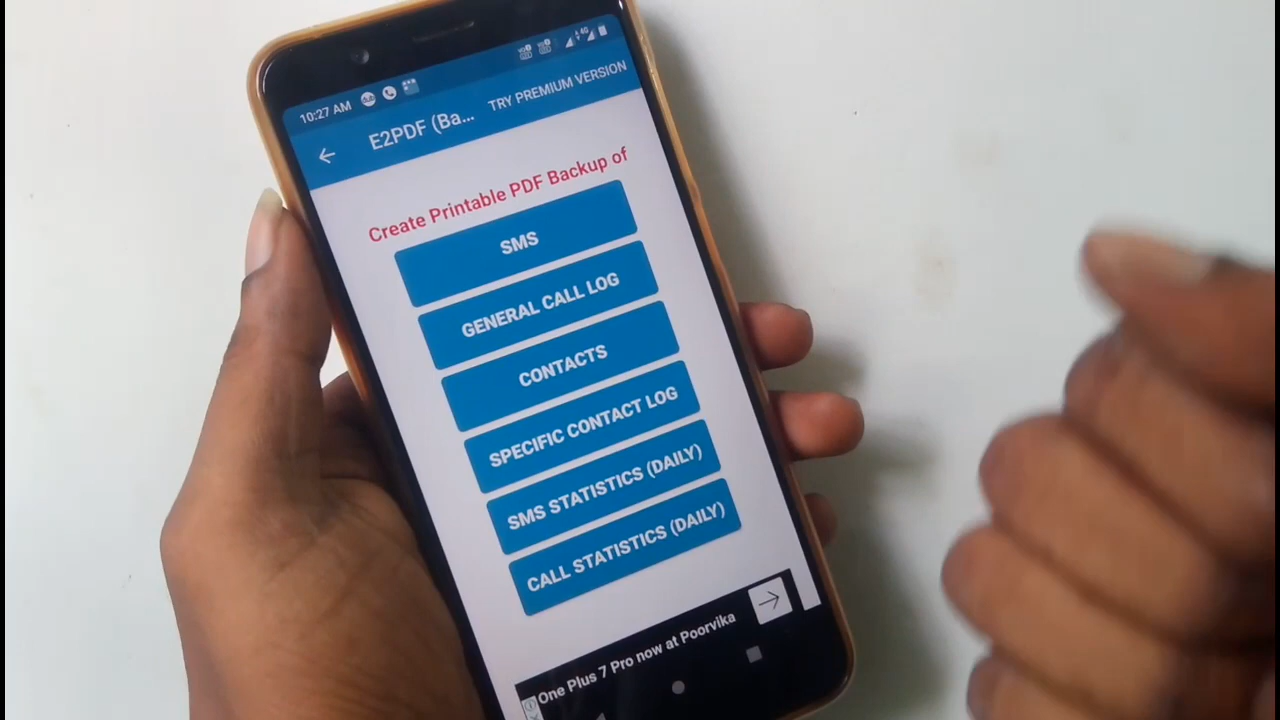 10:27 AM
4G
E2PDF (Ba...
TRY PREMIUM VERSION
Create Printable PDF Backup of
SMS
GENERAL CALL LOG
CONTACTS
SPECIFIC CONTACT LOG
SMS STATISTICS (DAILY)
CALL STATISTICS (DAILY)
One Plus 7 Pro now at Poorvika